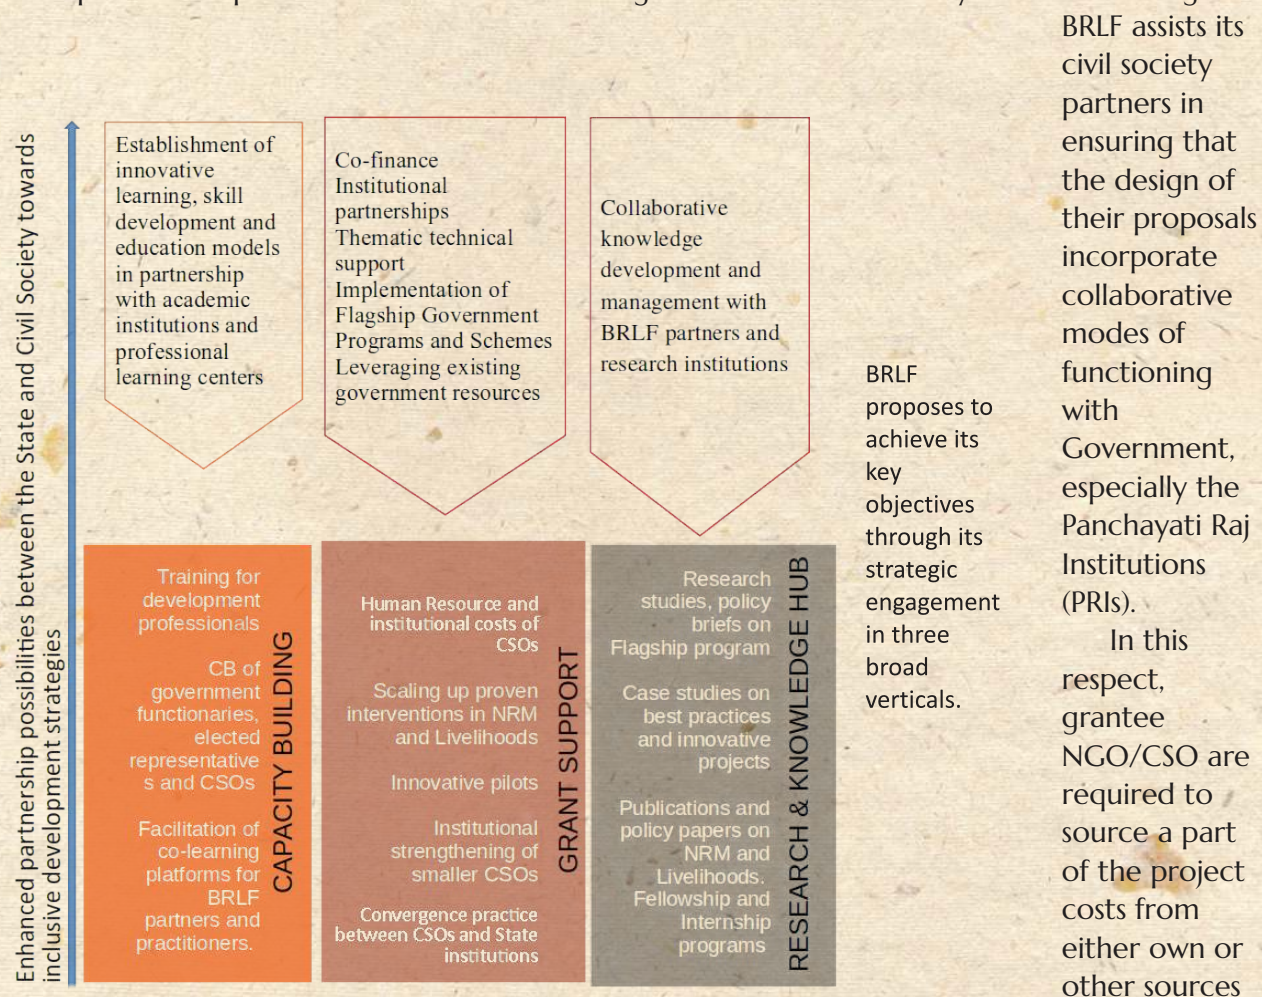 Enhanced partnership possibilities between the State and Civil Society towards
inclusive development strategies
Establishment of
innovative
learning, skill
development and
education models
in partnership
with academic
institutions and
professional
learning centers
Co-finance
Institutional
partnerships
Thematic technical
support
Implementation of
Flagship Government
Programs and Schemes
Leveraging existing
government resources
Collaborative
knowledge
development and
management with
BRLF partners and
research institutions
Training for
development
professionals
CB of
government
functionaries,
elected
representative
s and CSOs
Facilitation of
co-learning
platforms for
BRLF
partners and
practitioners.
CAPACITY BUILDING
Human Resource and
institutional costs of
CSOs
Scaling up proven
interventions in NRM
and Livelihoods
Innovative pilots
Institutional
strengthening of
smaller CSOs
Convergence practice
between CSOs and State
institutions
GRANT SUPPORT
Research
studies, policy
briefs on
Flagship program
Case studies on
best practices
and innovative
projects
Publications and
policy papers on
NRM and
Livelihoods.
Fellowship and
Internship
programs
RESEARCH & KNOWLEDGE HUB
BRLF
proposes to
achieve its
key
objectives
through its
strategic
engagement
in three
broad
verticals.
BRLF assists its
civil society
partners in
ensuring that
the design of
their proposals
incorporate
collaborative
modes of
functioning
with
Government,
especially the
Panchayati Raj
Institutions
(PRIs).
In this
respect,
grantee
NGO/CSO are
required to
source a part
of the project
costs from
either own or
other sources